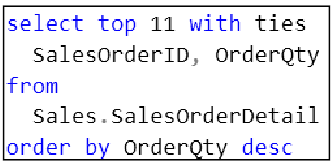 select top 11 with ties
SalesOrderID, OrderQty
from
Sales.SalesOrderDetail
order by OrderQty desc